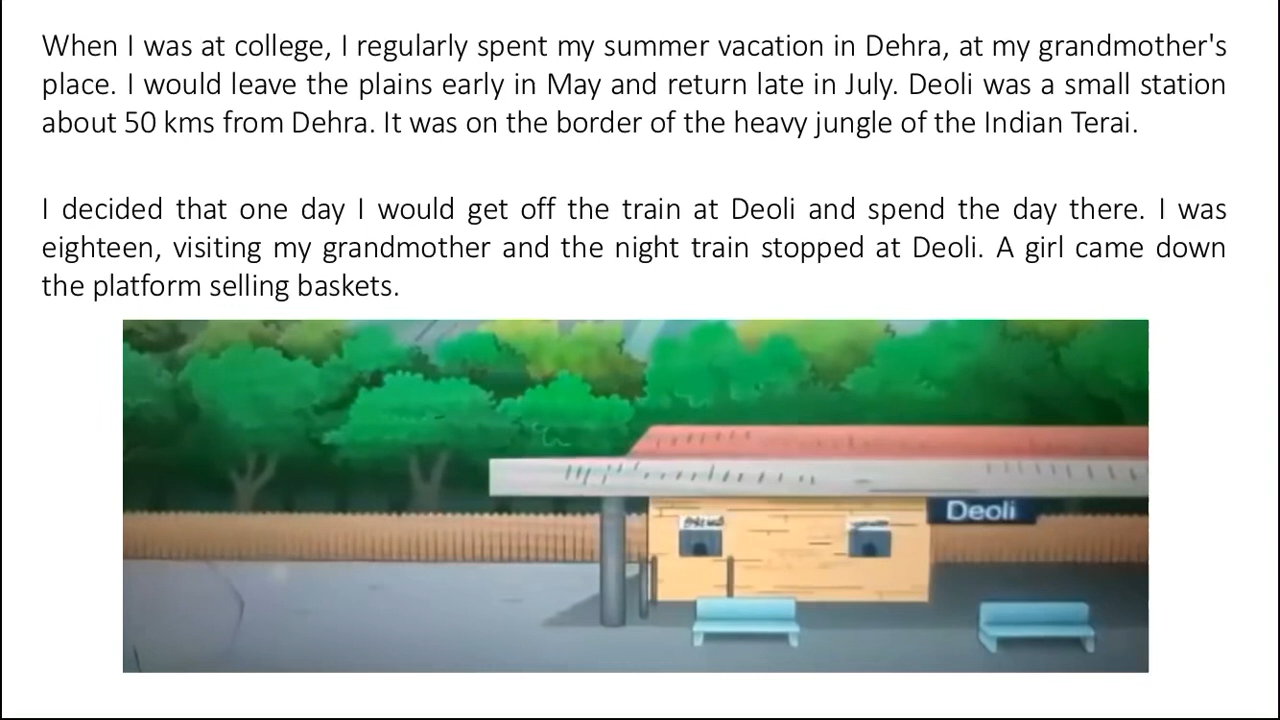 When I was at college, I regularly spent my summer vacation in Dehra, at my grandmother's
place. I would leave the plains early in May and return late in July. Deoli was a small station
about 50 kms from Dehra. It was on the border of the heavy jungle of the Indian Terai.
I decided that one day I would get off the train at Deoli and spend the day there. I was
eighteen, visiting my grandmother and the night train stopped at Deoli. A girl came down
the platform selling baskets.
Deoli